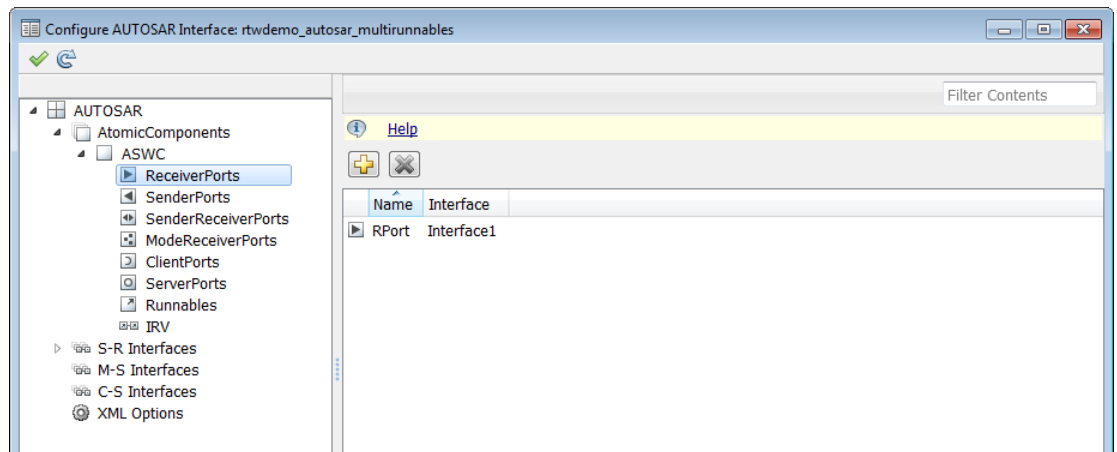 Configure AUTOSAR Interface: rtwdemo_autosar_multirunnables
Filter Contents
AUTOSAR
AtomicComponents
ASWC
ReceiverPorts
SenderPorts
SenderReceiverPorts
ModeReceiverPorts
ClientPorts
ServerPorts
Runnables
IRV
S-R Interfaces
M-S Interfaces
C-S Interfaces
XML Options
Help
Name Interface
RPort Interface1